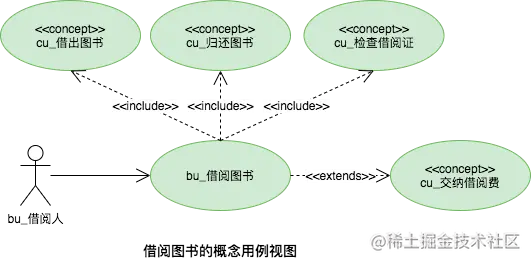 <<concept>>
cu_借出图书
<<concept>>
cu_归还图书
<<concept>>
cu_检查借阅证
<<include>>
<<include>>
<<include>>
bu_借阅人
bu_借阅图书
<<extends>>
<<concept>>
cu_交纳借阅费
借阅图书的概念用例视图
@稀土掘金技术社区